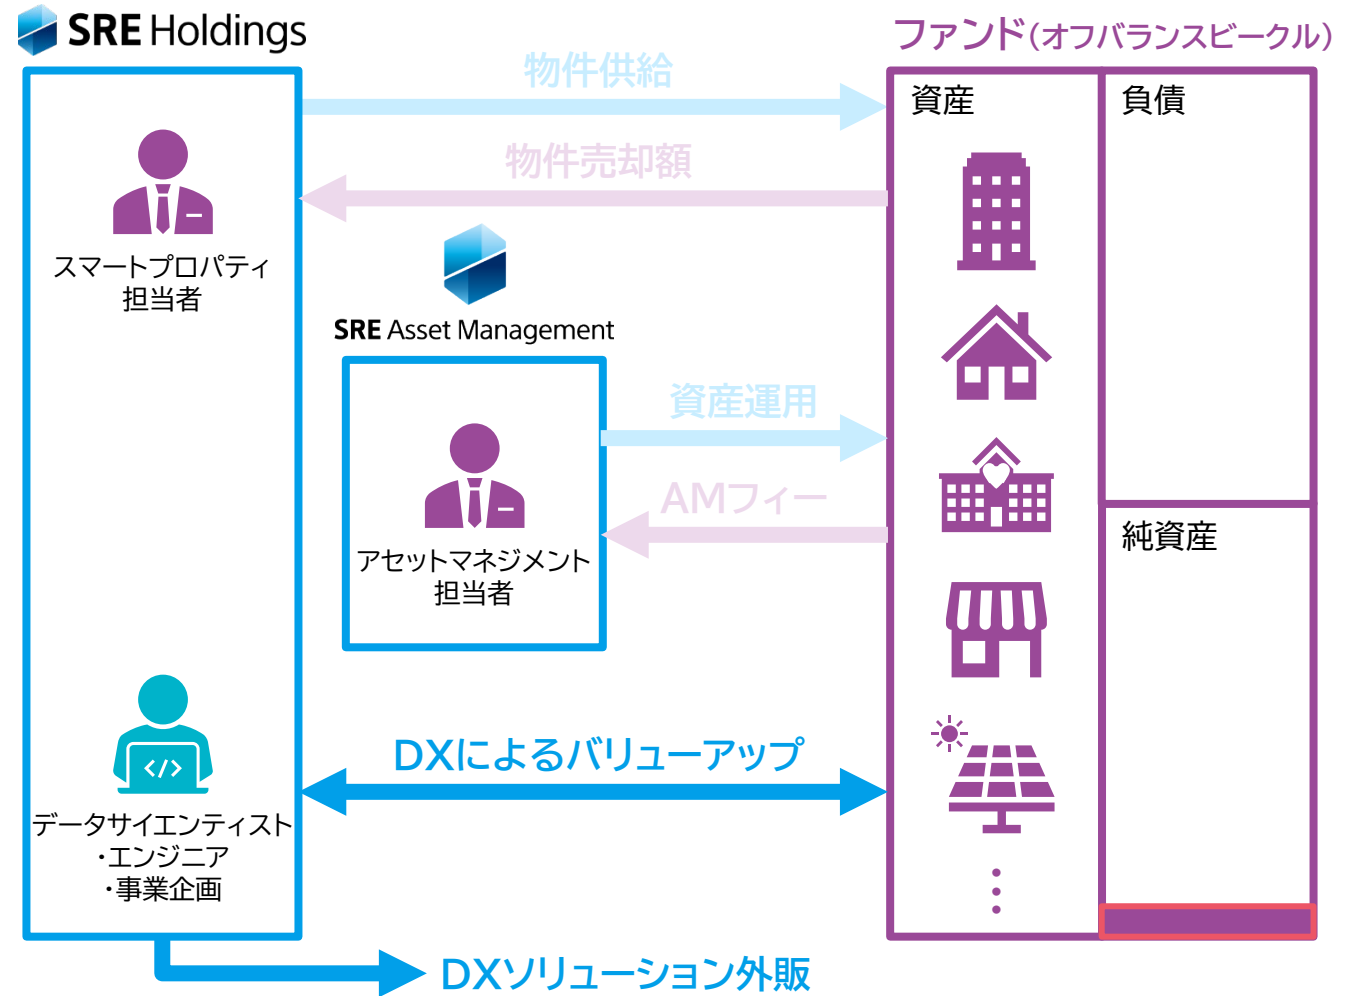 SRE Holdings
ファンド(オフバランスビークル)
物件供給
資産
負債
物件売却額
スマートプロパティ
担当者
SRE Asset Management
資産運用
AMフィー
純資産
アセットマネジメント
担当者
DXによるバリューアップ
</>
データサイエンティスト
・エンジニア
・事業企画
DXソリューション外販